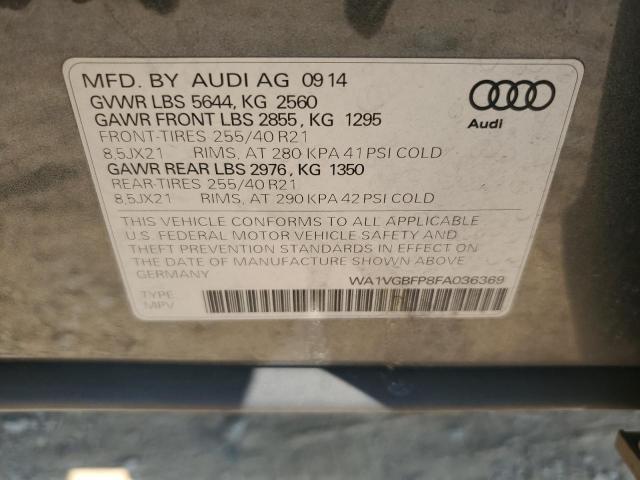 MFD. BY AUDI AG 09 14
GVWR LBS 5644, KG 2560
GAWR FRONT LBS 2855, KG 1295
FRONT-TIRES 255/40 R21
8,5JX21 RIMS, AT 280 KPA 41 PSI COLD
GAWR REAR LBS 2976, KG 1350
REAR-TIRES 255/40 R21
8,5JX21 RIMS, AT 290 KPA 42 PSI COLD
Audi
THIS VEHICLE CONFORMS TO ALL APPLICABLE
U.S. FEDERAL MOTOR VEHICLE SAFETY AND
THEFT PREVENTION STANDARDS IN EFFECT ON
THE DATE OF MANUFACTURE SHOWN ABOVE.
GERMANY WA1VGBFP8FA036369
TYPE:
MPV